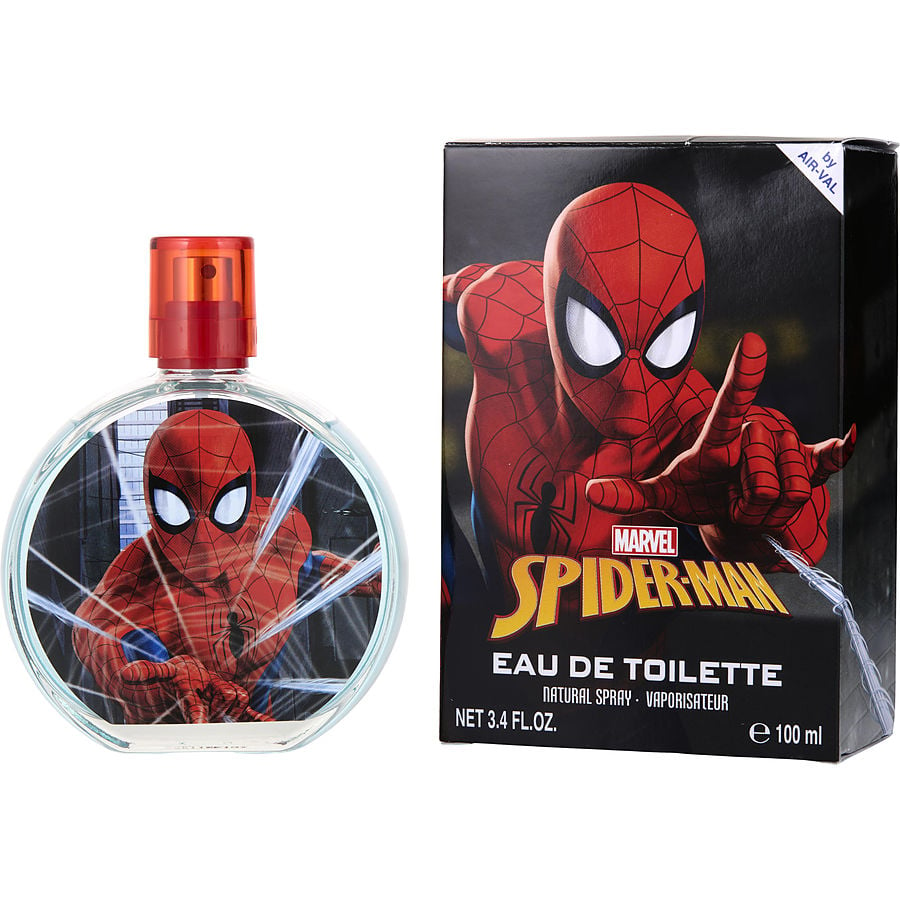 by
AIR-VAL
MARVEL
SPIDER-MAN
EAU DE TOILETTE
NATURAL SPRAY · VAPORISATEUR
NET 3.4 FL.OZ.
℮ 100 ml